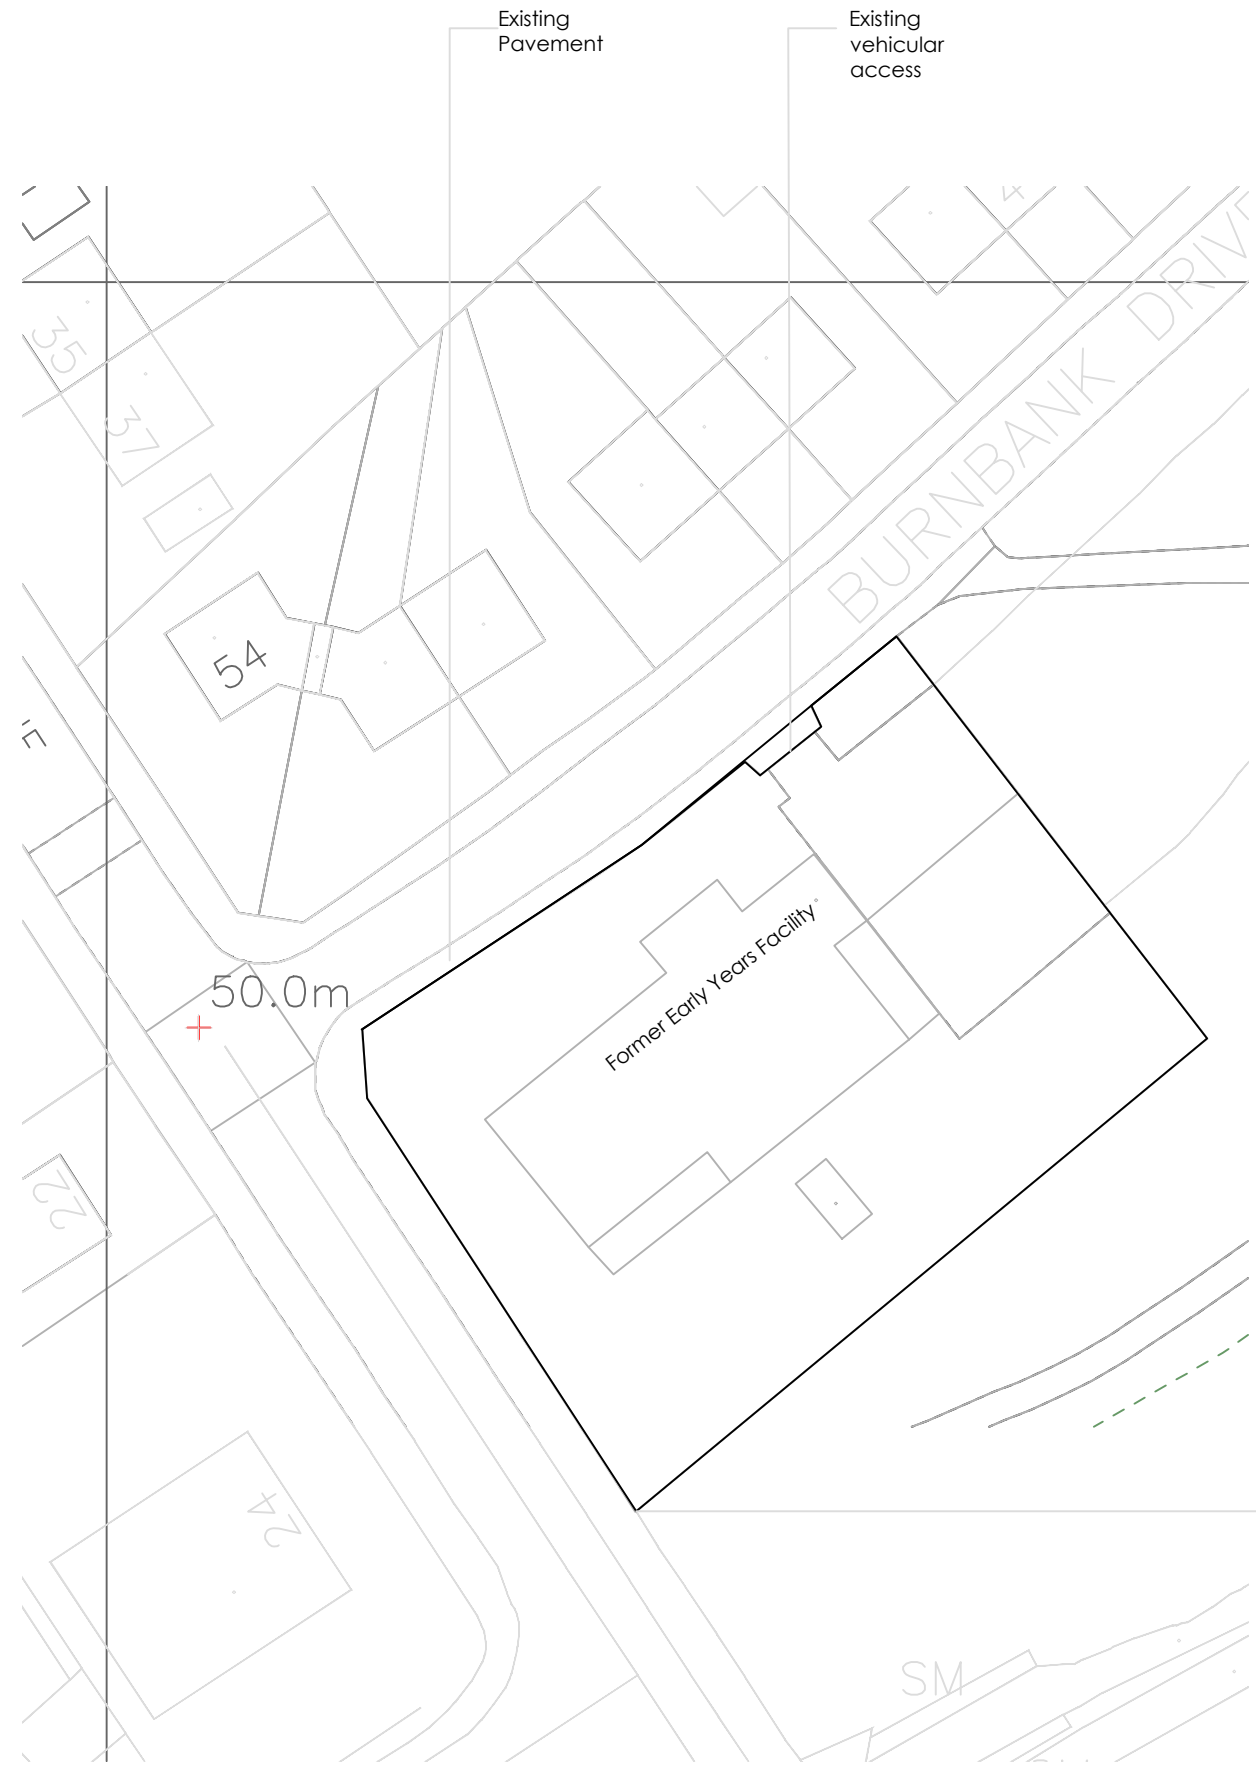 Existing
Pavement
Existing
vehicular
access
4
35
37
BURNBANK DRIVE
54
50.0m
Former Early Years Facility
22
24
SM